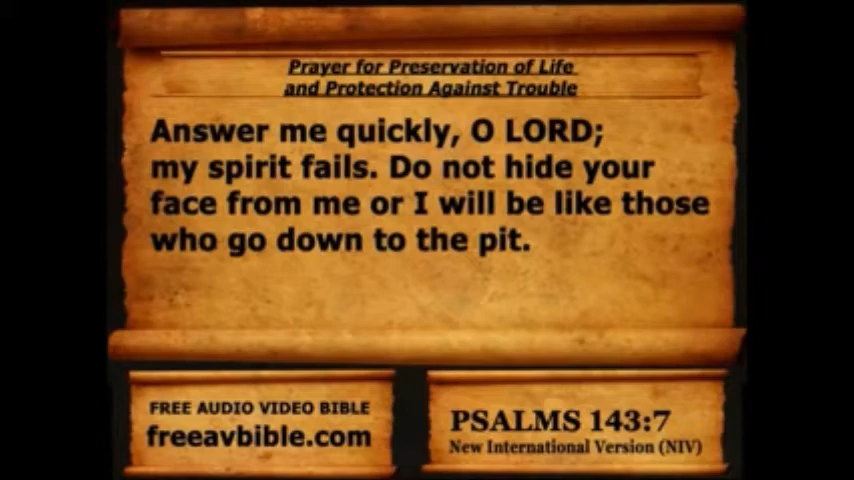 Prayer for Preservation of Life
and Protection Against Trouble
Answer me quickly, O LORD;
my spirit fails. Do not hide your
face from me or I will be like those
who go down to the pit.
FREE AUDIO VIDEO BIBLE
freeavbible.com
PSALMS 143:7
New International Version (NIV)